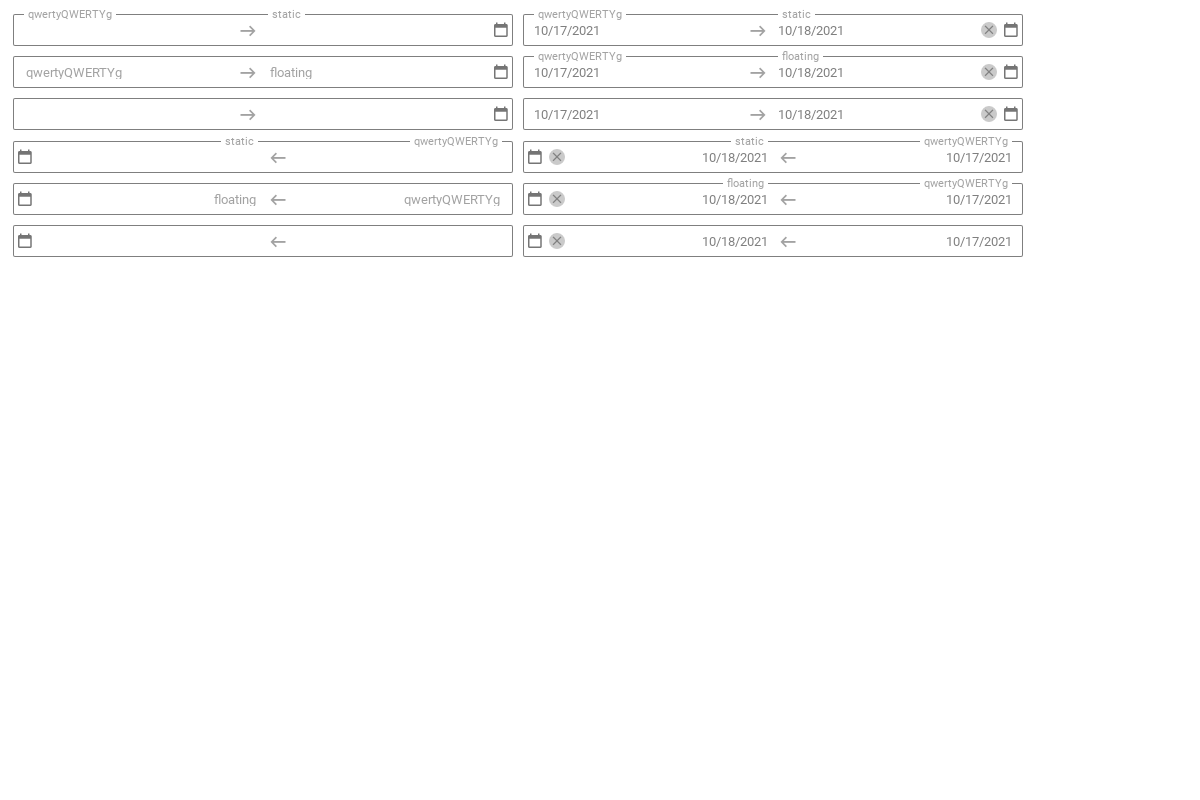 qwertyQWERTYg static qwertyQWERTYg static
10/17/2021 10/18/2021
qwertyQWERTYg floating
qwertyQWERTYg floating 10/17/2021 10/18/2021
10/17/2021 10/18/2021
static qwertyQWERTYg static qwertyQWERTYg
10/18/2021 10/17/2021
floating qwertyQWERTYg
floating qwertyQWERTYg 10/18/2021 10/17/2021
10/18/2021 10/17/2021